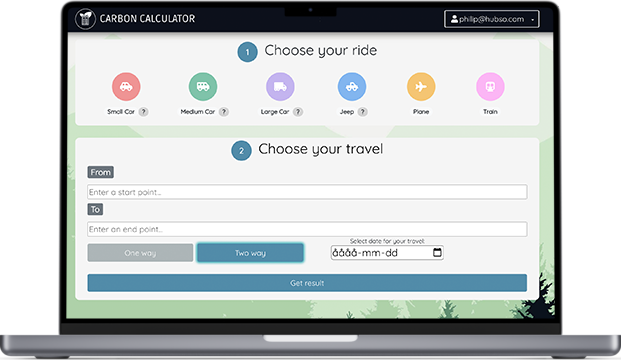 CARBON CALCULATOR
philip@hubso.com
1 Choose your ride
Small Car ?
Medium Car ?
Large Car ?
Jeep ?
Plane
Train
2 Choose your travel
From
Enter a start point...
To
Enter an end point...
Select date for your travel:
One way
Two way
åååå-mm-dd
Get result